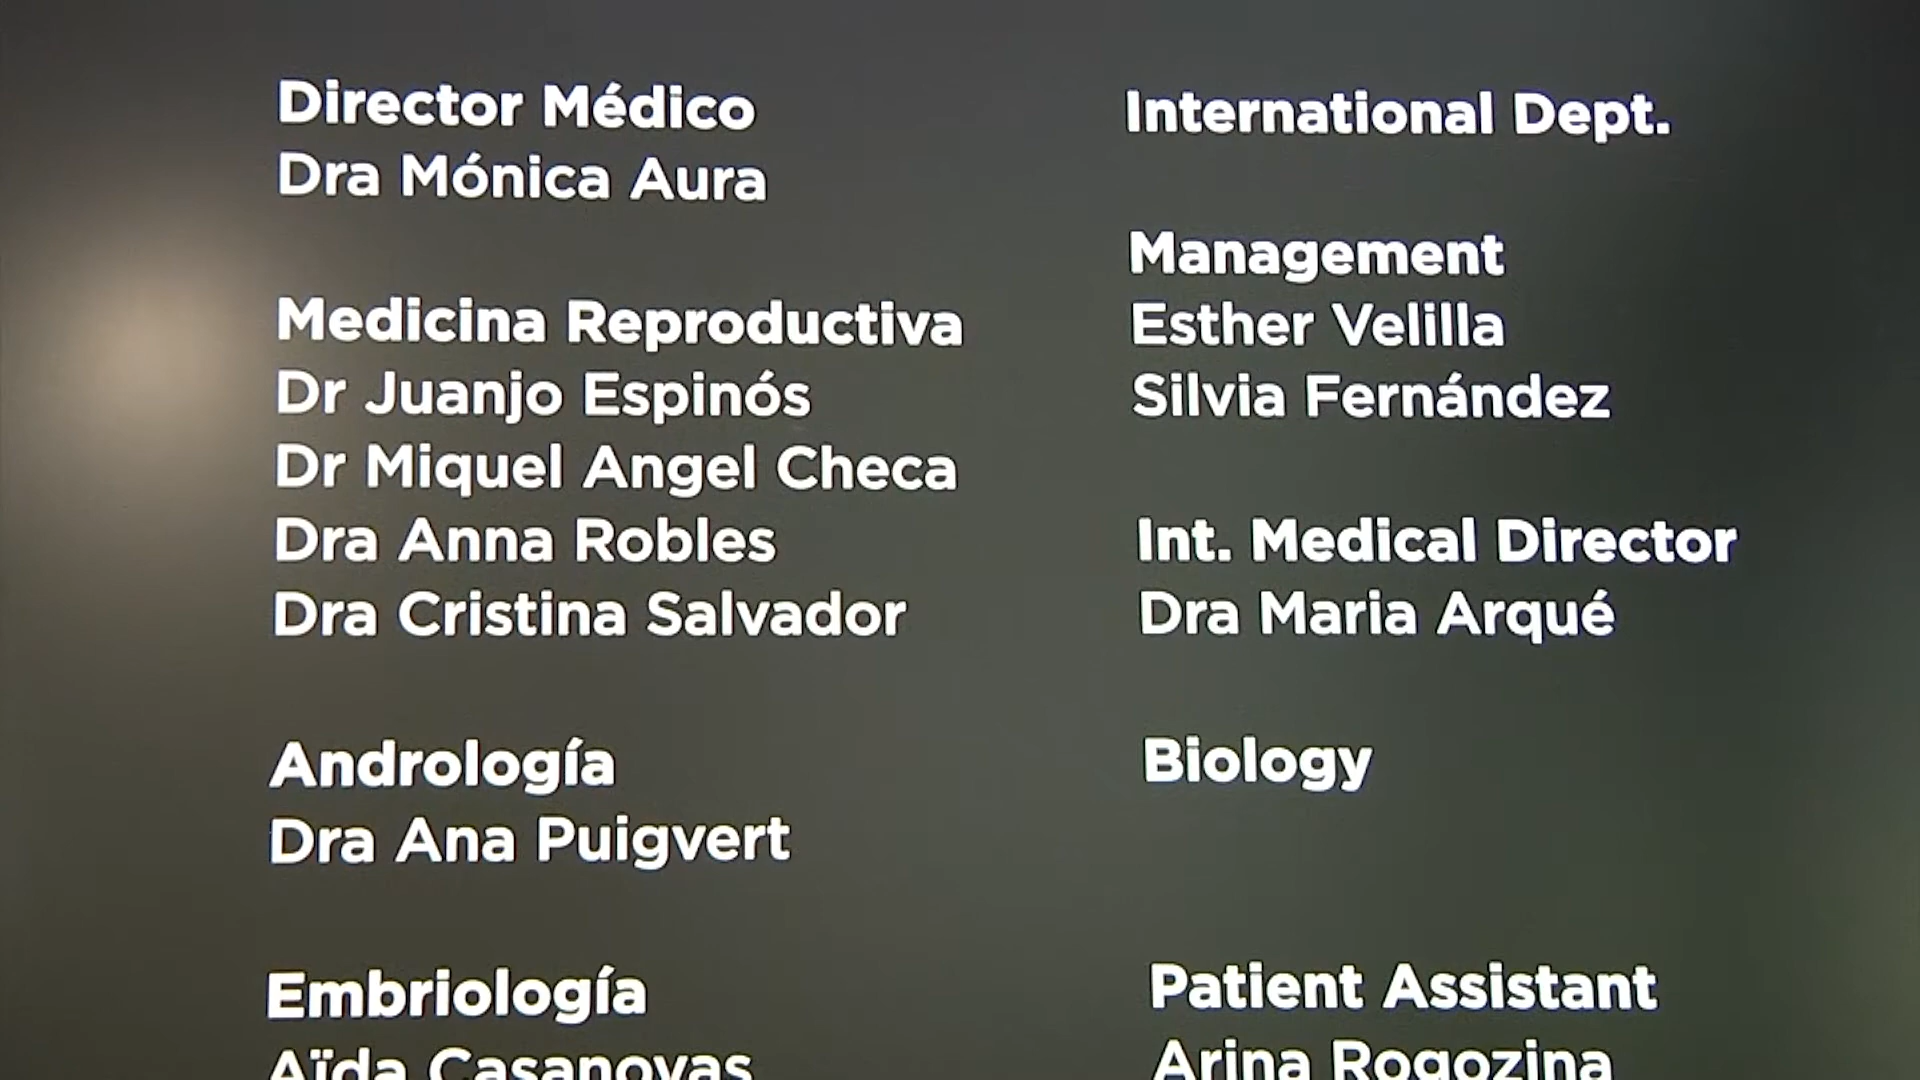 Director Médico
Dra Mónica Aura
Medicina Reproductiva
Dr Juanjo Espinós
Dr Miquel Angel Checa
Dra Anna Robles
Dra Cristina Salvador
Andrología
Dra Ana Puigvert
Embriología
Aïda Casanovas
International Dept.
Management
Esther Velilla
Silvia Fernández
Int. Medical Director
Dra Maria Arqué
Biology
Patient Assistant
Arina Rogozina